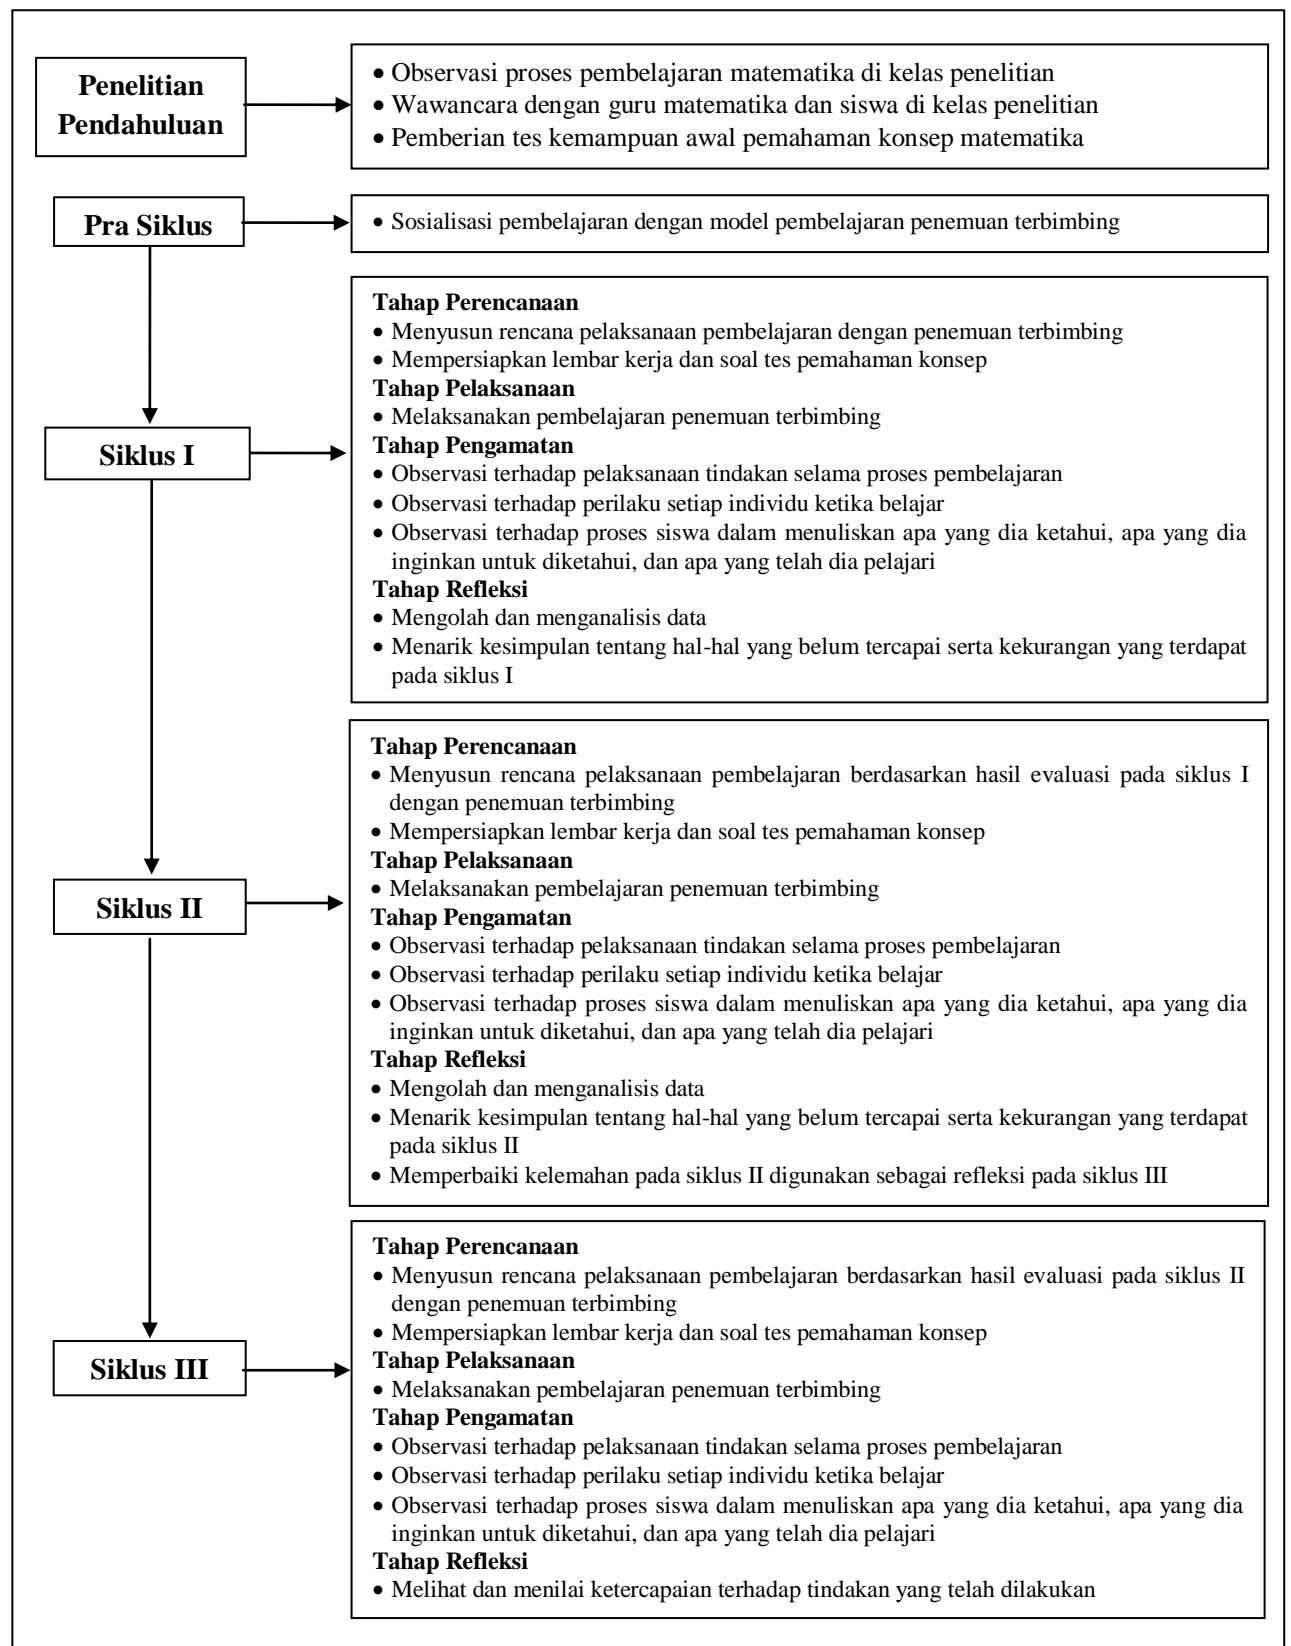 Penelitian
Pendahuluan
• Observasi proses pembelajaran matematika di kelas penelitian
• Wawancara dengan guru matematika dan siswa di kelas penelitian
• Pemberian tes kemampuan awal pemahaman konsep matematika
Pra Siklus
• Sosialisasi pembelajaran dengan model pembelajaran penemuan terbimbing
Siklus I
Tahap Perencanaan
• Menyusun rencana pelaksanaan pembelajaran dengan penemuan terbimbing
• Mempersiapkan lembar kerja dan soal tes pemahaman konsep
Tahap Pelaksanaan
• Melaksanakan pembelajaran penemuan terbimbing
Tahap Pengamatan
• Observasi terhadap pelaksanaan tindakan selama proses pembelajaran
• Observasi terhadap perilaku setiap individu ketika belajar
• Observasi terhadap proses siswa dalam menuliskan apa yang dia ketahui, apa yang dia
inginkan untuk diketahui, dan apa yang telah dia pelajari
Tahap Refleksi
• Mengolah dan menganalisis data
• Menarik kesimpulan tentang hal-hal yang belum tercapai serta kekurangan yang terdapat
pada siklus I
Siklus II
Tahap Perencanaan
• Menyusun rencana pelaksanaan pembelajaran berdasarkan hasil evaluasi pada siklus I
dengan penemuan terbimbing
• Mempersiapkan lembar kerja dan soal tes pemahaman konsep
Tahap Pelaksanaan
• Melaksanakan pembelajaran penemuan terbimbing
Tahap Pengamatan
• Observasi terhadap pelaksanaan tindakan selama proses pembelajaran
• Observasi terhadap perilaku setiap individu ketika belajar
• Observasi terhadap proses siswa dalam menuliskan apa yang dia ketahui, apa yang dia
inginkan untuk diketahui, dan apa yang telah dia pelajari
Tahap Refleksi
• Mengolah dan menganalisis data
• Menarik kesimpulan tentang hal-hal yang belum tercapai serta kekurangan yang terdapat
pada siklus II
• Memperbaiki kelemahan pada siklus II digunakan sebagai refleksi pada siklus III
Siklus III
Tahap Perencanaan
• Menyusun rencana pelaksanaan pembelajaran berdasarkan hasil evaluasi pada siklus II
dengan penemuan terbimbing
• Mempersiapkan lembar kerja dan soal tes pemahaman konsep
Tahap Pelaksanaan
• Melaksanakan pembelajaran penemuan terbimbing
Tahap Pengamatan
• Observasi terhadap pelaksanaan tindakan selama proses pembelajaran
• Observasi terhadap perilaku setiap individu ketika belajar
• Observasi terhadap proses siswa dalam menuliskan apa yang dia ketahui, apa yang dia
inginkan untuk diketahui, dan apa yang telah dia pelajari
Tahap Refleksi
• Melihat dan menilai ketercapaian terhadap tindakan yang telah dilakukan